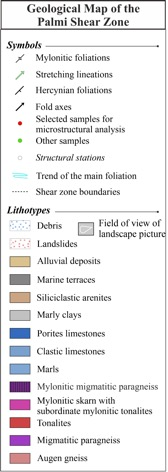 Geological Map of the
Palmi Shear Zone
Symbols
Mylonitic foliations
Stretching lineations
Hercynian foliations
Fold axes
Selected samples for
microstructural analysis
Other samples
Structural stations
Trend of the main foliation
Shear zone boundaries
Lithotypes
Debris
Field of view of
landscape picture
Landslides
Alluvial deposits
Marine terraces
Siliciclastic arenites
Marly clays
Porites limestones
Clastic limestones
Marls
Mylonitic migmatitic paragneiss
Mylonitic skarn with
subordinate mylonitic tonalites
Tonalites
Migmatitic paragneiss
Augen gneiss